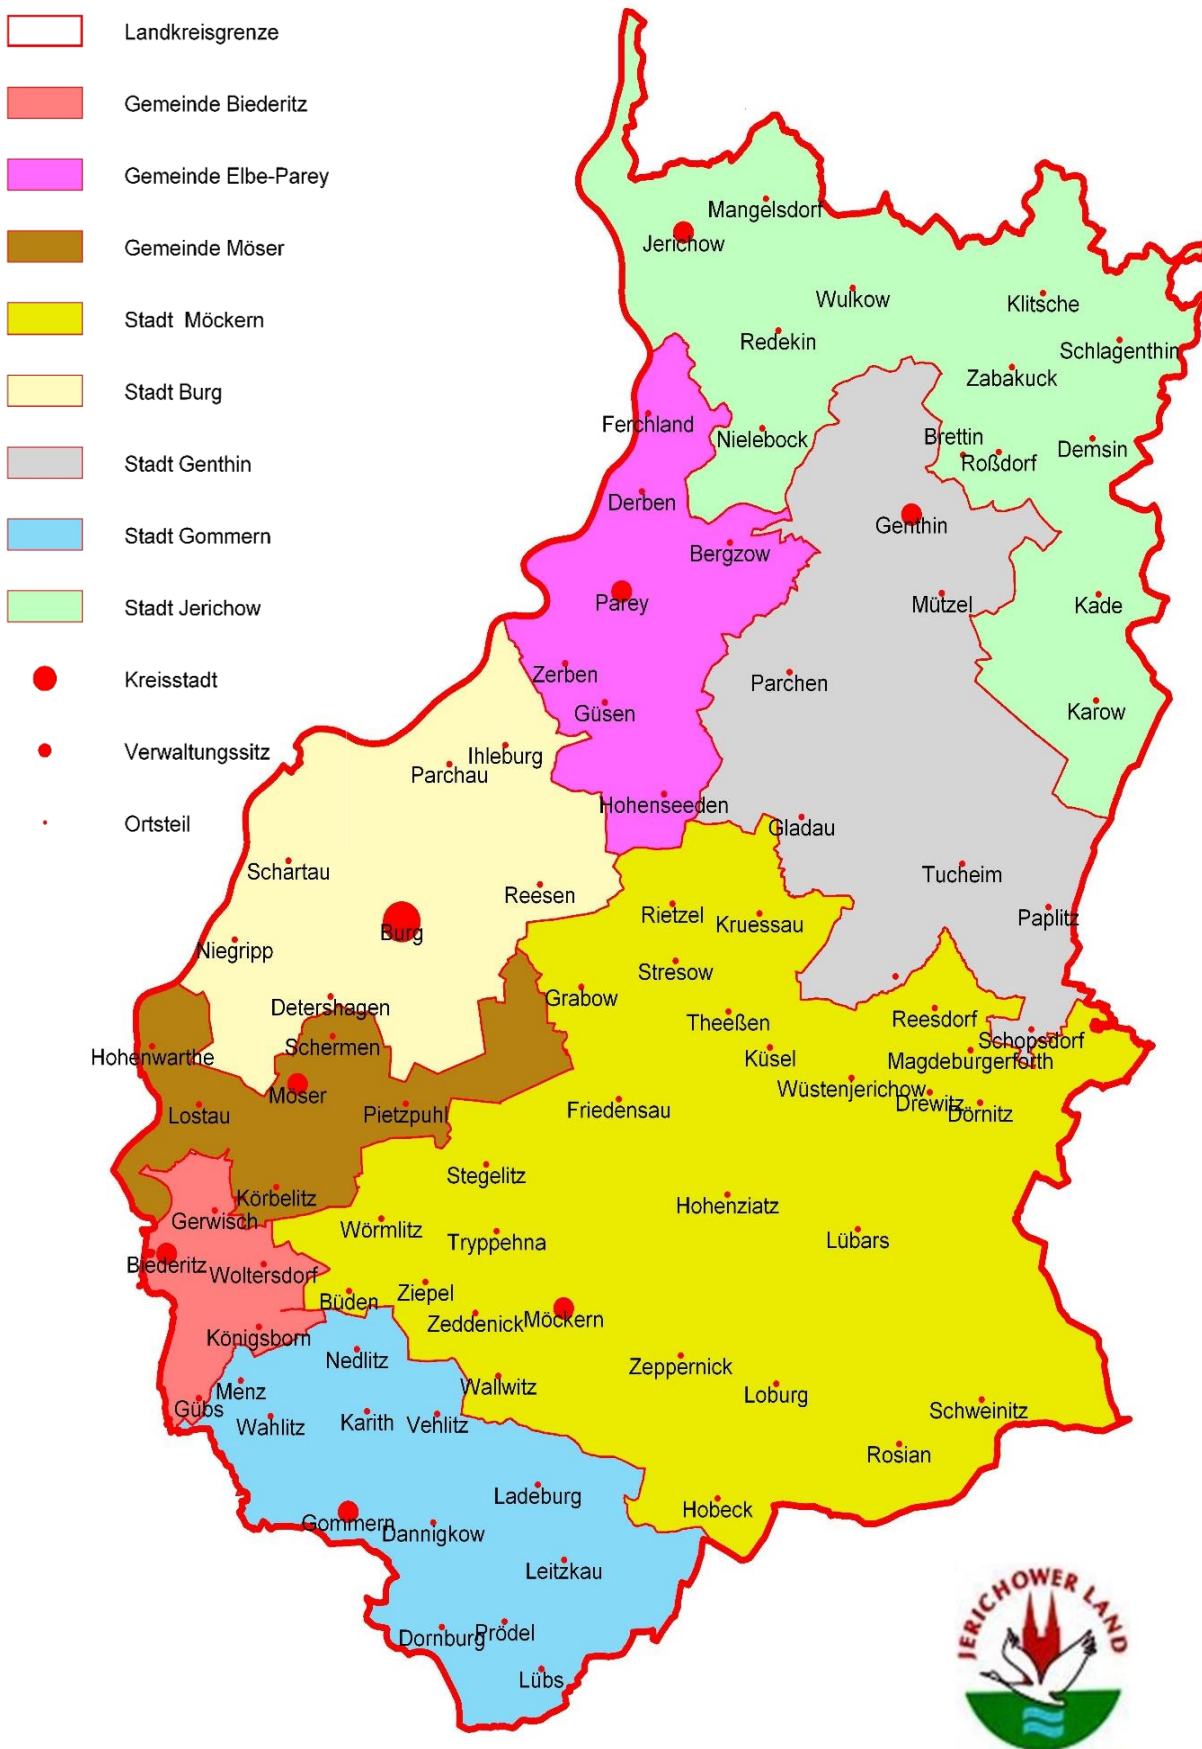 Landkreisgrenze
Gemeinde Biederitz
Gemeinde Elbe-Parey
Gemeinde Möser
Stadt Möckern
Stadt Burg
Stadt Genthin
Stadt Gommern
Stadt Jerichow
Kreisstadt
Verwaltungssitz
Ortsteil
Mangelsdorf
Jerichow
Wulkow
Klitsche
Redekin
Schlagenthin
Zabakuck
Ferchland
Nielebock
Brettin
Roßdorf
Demsin
Derben
Genthin
Bergzow
Parey
Mützel
Kade
Zerben
Parchen
Güsen
Karow
Ihleburg
Parchau
Hohenseeden
Gladau
Schartau
Tucheim
Reesen
Rietzel
Kruessau
Paplitz
Burg
Niegripp
Stresow
Grabow
Detershagen
Theeßen
Reesdorf
Schermen
Schopsdorf
Hohenwarthe
Küsel
Magdeburgerforth
Möser
Wüstenjerichow
Drewitz
Dörnitz
Lostau
Pietzpuhl
Friedensau
Stegelitz
Körbelitz
Hohenziatz
Gerwisch
Wörmlitz
Tryppehna
Lübars
Biederitz
Woltersdorf
Büden
Ziepel
Zeddenick
Möckern
Königsborn
Nedlitz
Zeppernick
Menz
Wallwitz
Loburg
Gübs
Wahlitz
Karith
Vehlitz
Schweinitz
Rosian
Ladeburg
Hobeck
Gommern
Dannigkow
Leitzkau
Dornburg
Prödel
Lübs
JERICHOWER LAND